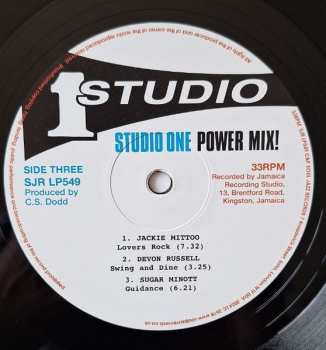 1 STUDIO
STUDIO ONE POWER MIX!
SIDE THREE
SJR LP549
Produced by
C.S. Dodd
33RPM
Recorded by Jamaica
Recording Studio,
13, Brentford Road,
Kingston, Jamaica
1. JACKIE MITTOO
Lovers Rock (7.32)
2. DEVON RUSSELL
Swing and Dine (3.25)
3. SUGAR MINOTT
Guidance (6.21)